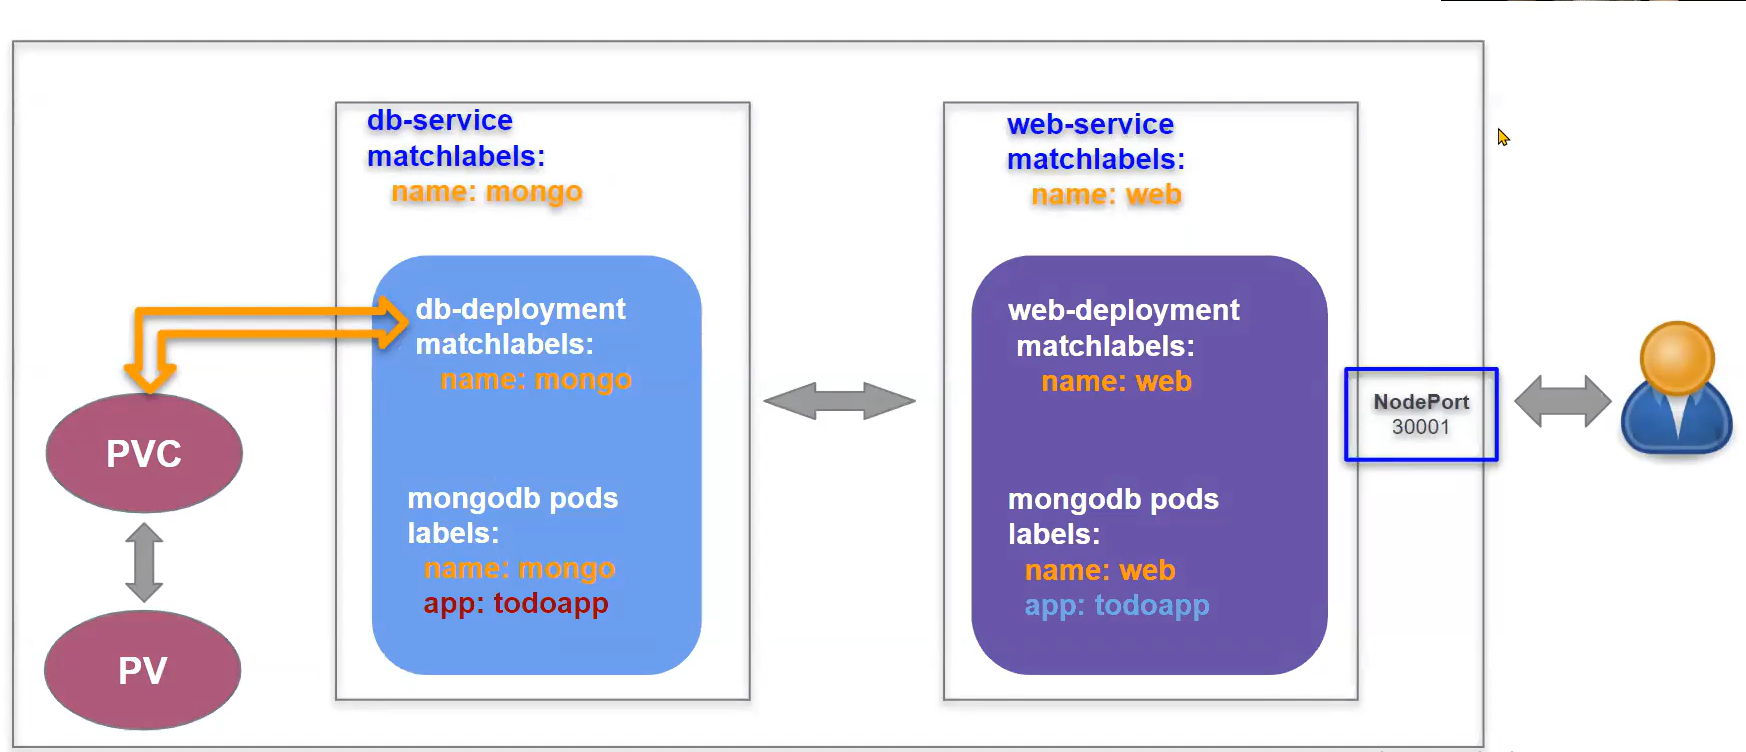 db-service
matchlabels:
name: mongo
db-deployment
matchlabels:
name: mongo
mongodb pods
labels:
name: mongo
app: todoapp
PVC
PV
web-service
matchlabels:
name: web
web-deployment
matchlabels:
name: web
mongodb pods
labels:
name: web
app: todoapp
NodePort
30001